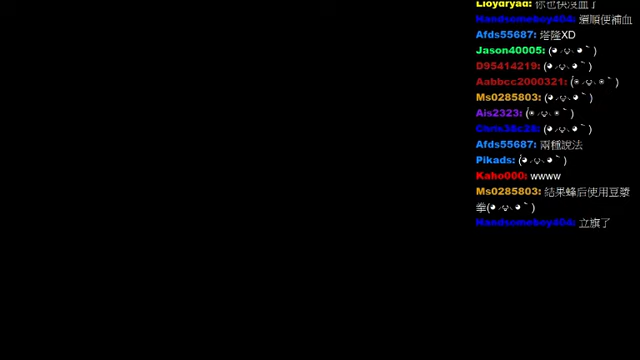 Lloydryad: 你也快沒血了
Handsomeboy404: 還順便補血
Afds55687: 塔隆XD
Jason40005: (◕ܫ◕)
D95414219: (◕ܫ◕)
Aabbcc2000321: (◉ܫ◉)
Ms0285803: (◕ܫ◕)
Ais2323: (◉ܫ◉)
Afds55687: 兩種說法
Pikads: (◕ܫ◕)
Kaho000: wwww
Ms0285803: 結果蜂后使用豆漿
拳(◕ܫ◕)
Handsomeboy404: 立旗了